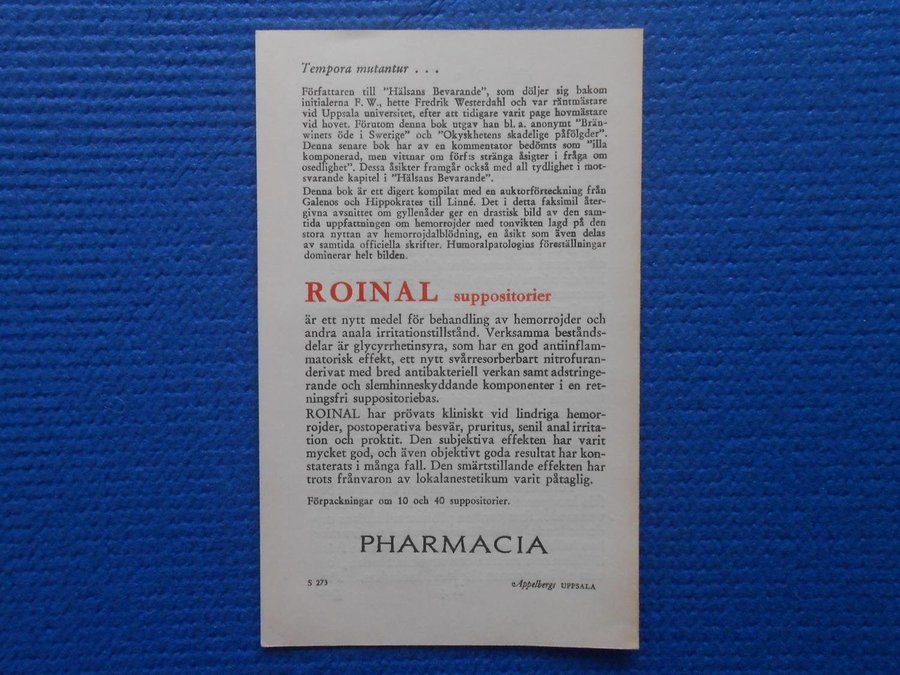 Tempora mutantur . . .
Författaren till "Hälsans Bevarande", som döljer sig bakom
initialerna F. W., hette Fredrik Westerdahl och var räntmästare
vid Uppsala universitet, efter att tidigare varit page hovmästare
vid hovet. Förutom denna bok utgav han bl. a. anonymt "Brän-
winets öde i Swerige" och "Okyskhetens skadelige påfölgder".
Denna senare bok har av en kommentator bedömts som "illa
komponerad, men vittnar om förf:s stränga åsigter i fråga om
osedlighet". Dessa åsikter framgår också med all tydlighet i mot-
svarande kapitel i "Hälsans Bevarande".
Denna bok är ett digert kompilat med en auktorförteckning från
Galenos och Hippokrates till Linné. Det i detta faksimil åter-
givna avsnittet om gyllenåder ger en drastisk bild av den sam-
tida uppfattningen om hemorrojder med tonvikten lagd på den
stora nyttan av hemorrojdalblödning, en åsikt som även delas
av samtida officiella skrifter. Humoralpatologins föreställningar
dominerar helt bilden.
ROINAL suppositorier
är ett nytt medel för behandling av hemorrojder och
andra anala irritationstillstånd. Verksamma bestånds-
delar är glycyrrhetinsyra, som har en god antiinflam-
matorisk effekt, ett nytt svårresorberbart nitrofuran-
derivat med bred antibakteriell verkan samt adstringe-
rande och slemhinneskyddande komponenter i en ret-
ningsfri suppositoriebas.
ROINAL har prövats kliniskt vid lindriga hemor-
rojder, postoperativa besvär, pruritus, senil anal irrita-
tion och proktit. Den subjektiva effekten har varit
mycket god, och även objektivt goda resultat har kon-
staterats i många fall. Den smärtstillande effekten har
trots frånvaron av lokalanestetikum varit påtaglig.
Förpackningar om 10 och 40 suppositorier.
PHARMACIA
S 273 Appelbergs UPPSALA